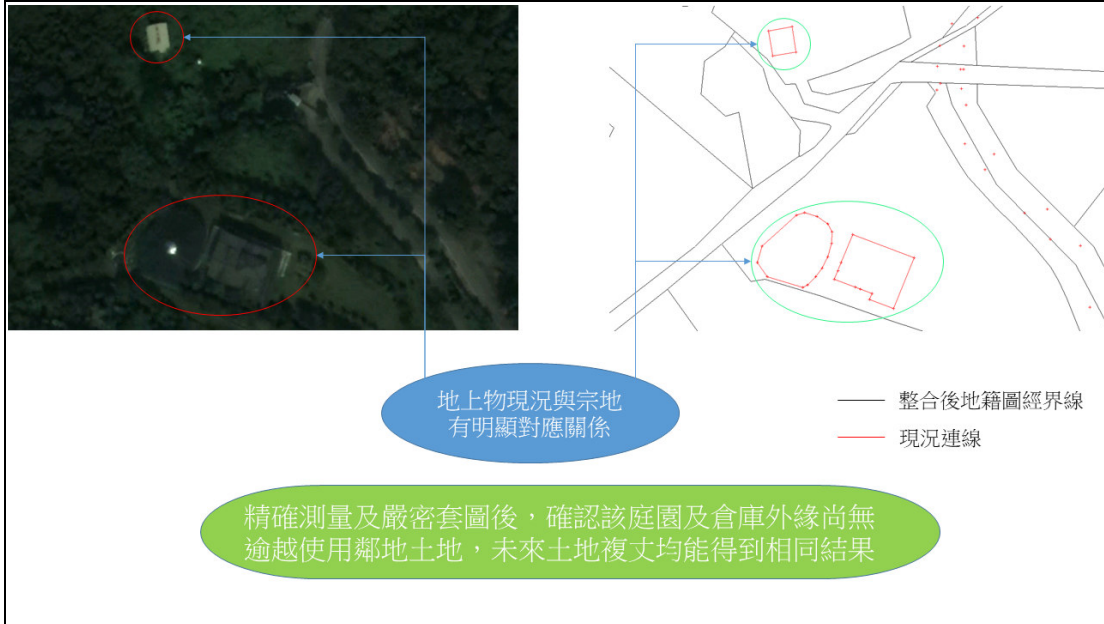 地上物現況與宗地
有明顯對應關係
整合後地籍圖經界線
現況連線
精確測量及嚴密套圖後，確認該庭園及倉庫外緣尚無
逾越使用鄰地土地，未來土地複丈均能得到相同結果